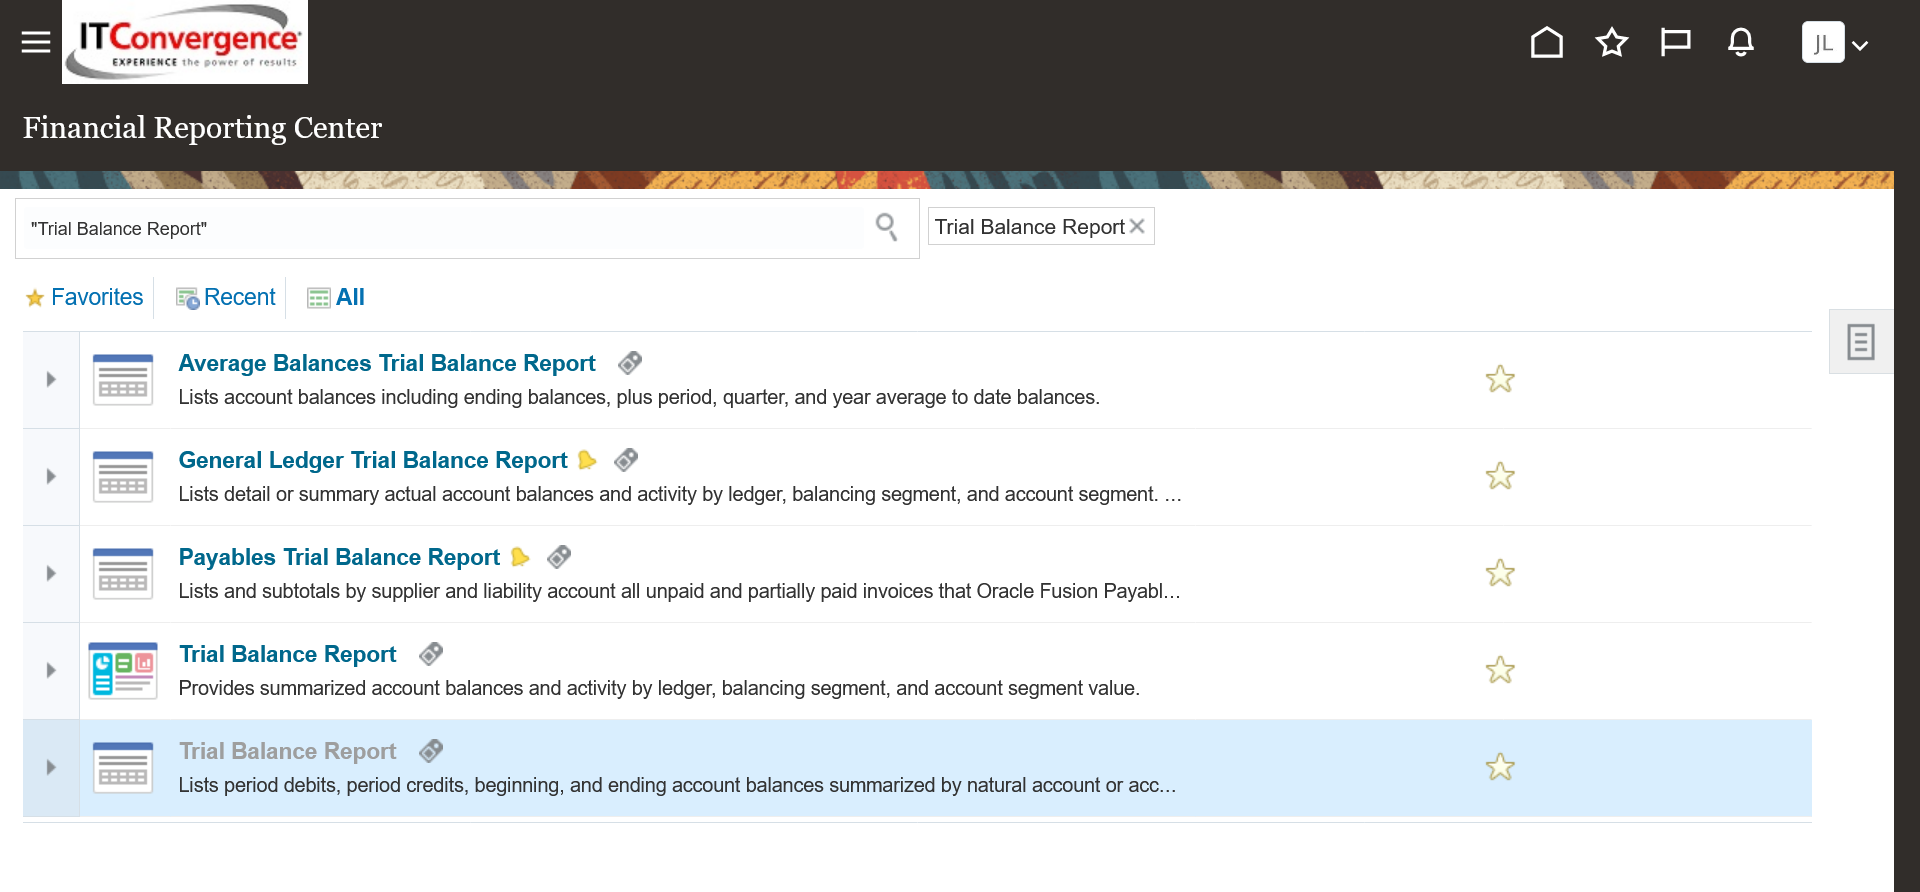 ITConvergence
EXPERIENCE the power of results
JL
Financial Reporting Center
"Trial Balance Report"
Trial Balance Report
Favorites
Recent
All
Average Balances Trial Balance Report
Lists account balances including ending balances, plus period, quarter, and year average to date balances.
General Ledger Trial Balance Report
Lists detail or summary actual account balances and activity by ledger, balancing segment, and account segment. ...
Payables Trial Balance Report
Lists and subtotals by supplier and liability account all unpaid and partially paid invoices that Oracle Fusion Payabl...
Trial Balance Report
Provides summarized account balances and activity by ledger, balancing segment, and account segment value.
Trial Balance Report
Lists period debits, period credits, beginning, and ending account balances summarized by natural account or acc...